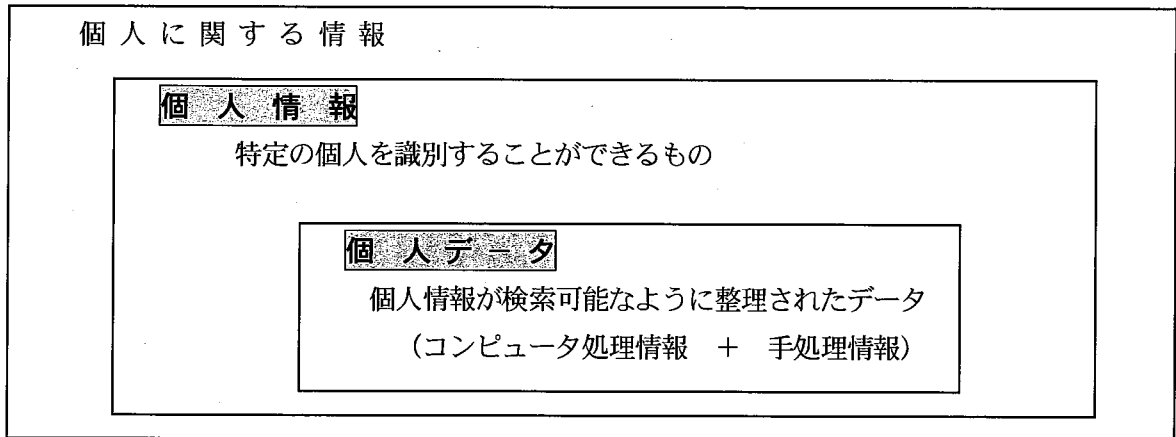 個人に関する情報
個人情報
特定の個人を識別することができるもの
個人データ
個人情報が検索可能なように整理されたデータ
（コンピュータ処理情報　＋　手処理情報）